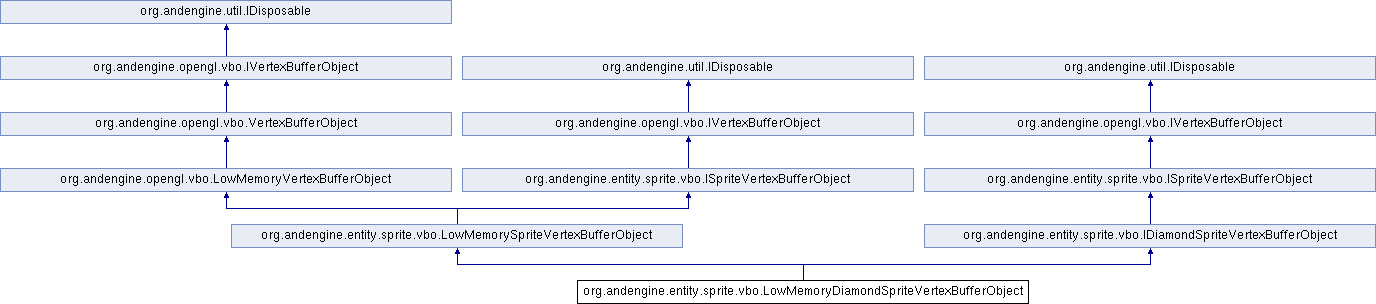 org.andengine.util.IDisposable
org.andengine.opengl.vbo.IVertexBufferObject
org.andengine.util.IDisposable
org.andengine.util.IDisposable
org.andengine.opengl.vbo.VertexBufferObject
org.andengine.opengl.vbo.IVertexBufferObject
org.andengine.opengl.vbo.IVertexBufferObject
org.andengine.opengl.vbo.LowMemoryVertexBufferObject
org.andengine.entity.sprite.vbo.ISpriteVertexBufferObject
org.andengine.entity.sprite.vbo.ISpriteVertexBufferObject
org.andengine.entity.sprite.vbo.LowMemorySpriteVertexBufferObject
org.andengine.entity.sprite.vbo.IDiamondSpriteVertexBufferObject
org.andengine.entity.sprite.vbo.LowMemoryDiamondSpriteVertexBufferObject